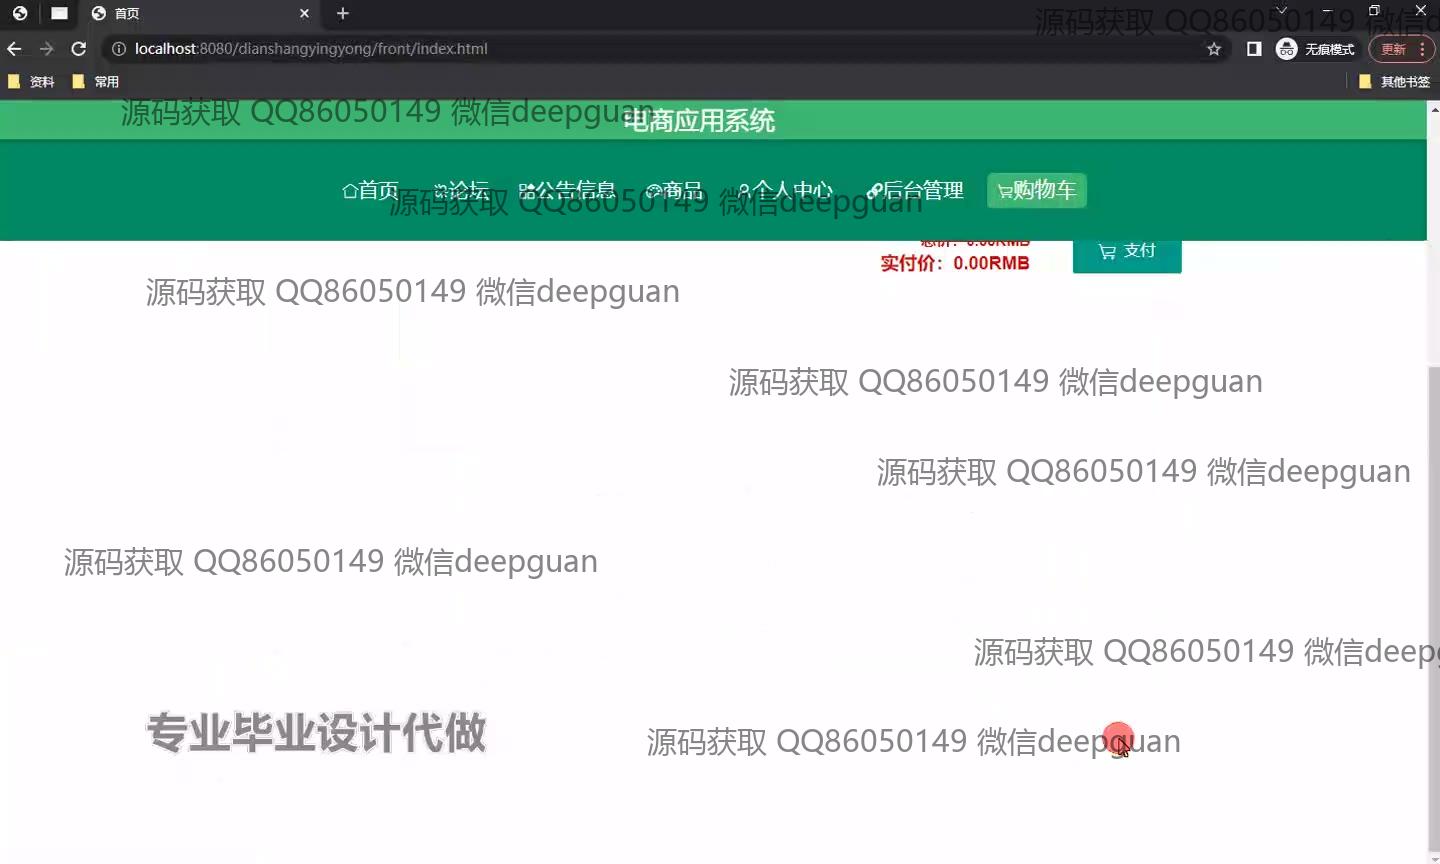 首页
源码获取 QQ86050149 微信d
localhost:8080/dianshangyingyong/front/index.html
无痕模式
更新
资料
常用
其他书签
源码获取 QQ86050149 微信deepguan
电商应用系统
首页
论坛
公告信息
商品
个人中心
后台管理
购物车
源码获取 QQ86050149 微信deepguan
总价：0.00RMB
支付
实付价：0.00RMB
源码获取 QQ86050149 微信deepguan
源码获取 QQ86050149 微信deepguan
源码获取 QQ86050149 微信deepguan
源码获取 QQ86050149 微信deepguan
源码获取 QQ86050149 微信deepg
专业毕业设计代做
源码获取 QQ86050149 微信deepguan